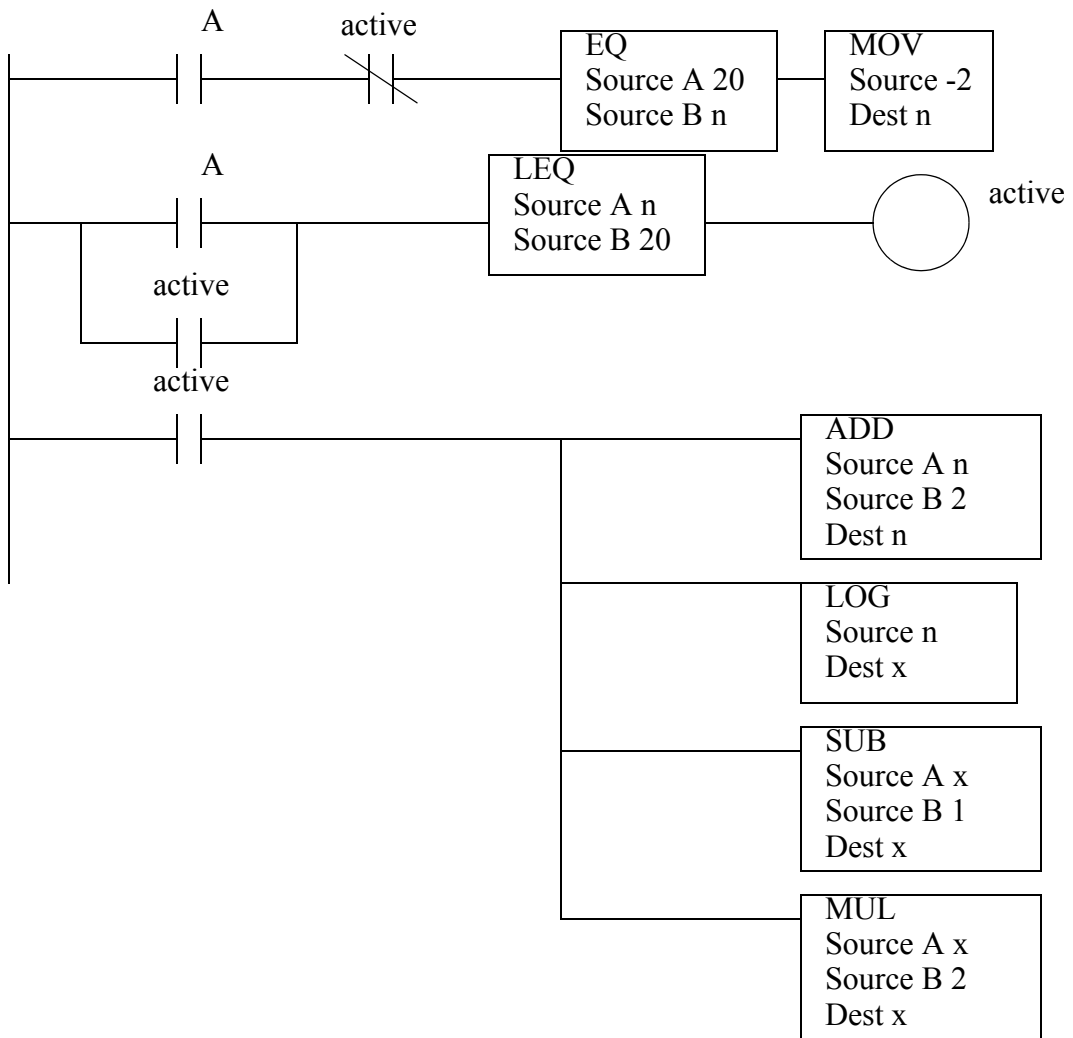 A
active
EQ
Source A 20
Source B n
MOV
Source -2
Dest n
A
LEQ
Source A n
Source B 20
active
active
active
ADD
Source A n
Source B 2
Dest n
LOG
Source n
Dest x
SUB
Source A x
Source B 1
Dest x
MUL
Source A x
Source B 2
Dest x